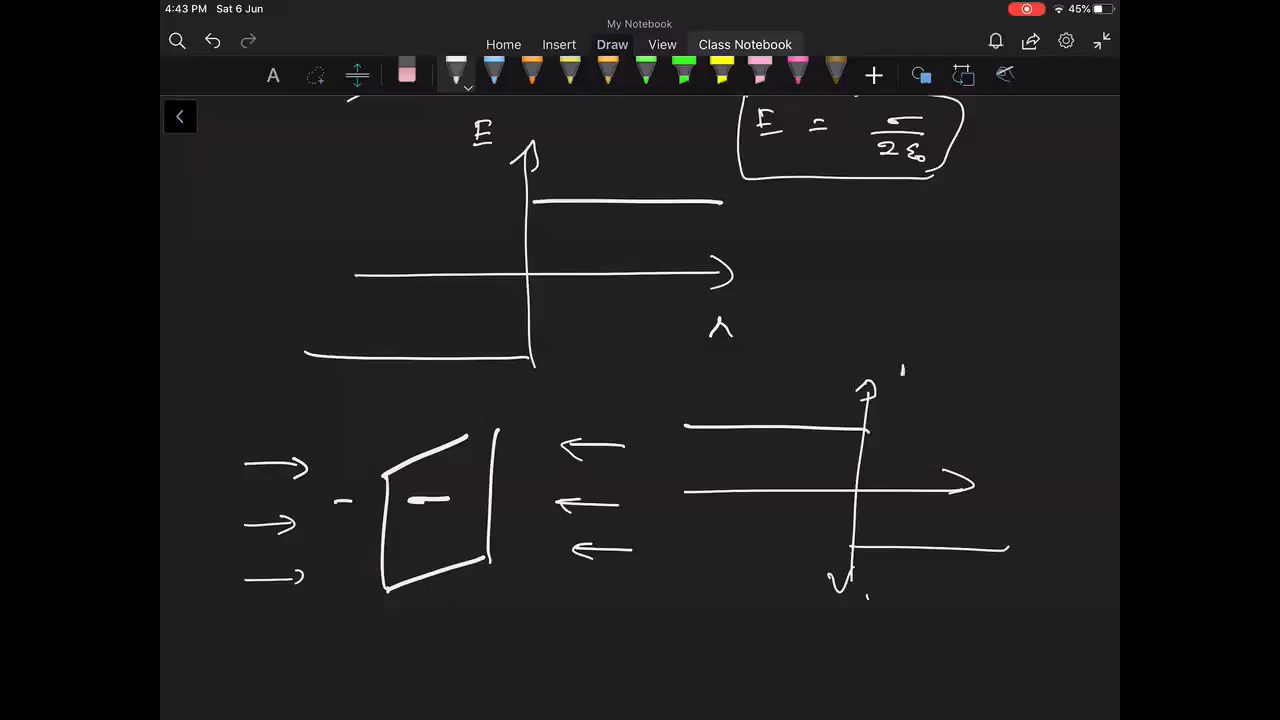 4:43 PM Sat 6 Jun
45%
My Notebook
Home Insert Draw View Class Notebook
A
E
E = σ/2ε₀
-
-